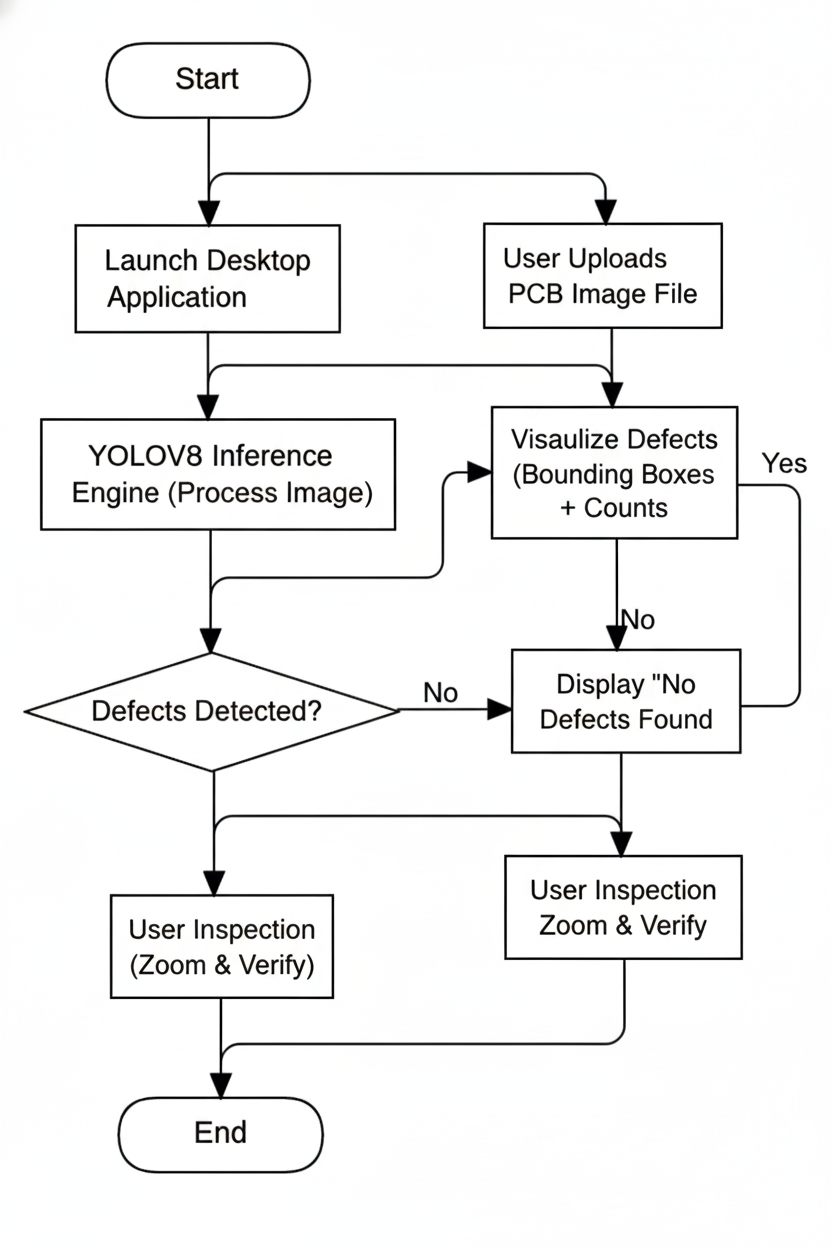 Start
Launch Desktop
Application
User Uploads
PCB Image File
YOLOV8 Inference
Engine (Process Image)
Visaulize Defects
(Bounding Boxes
+ Counts
Yes
No
Defects Detected?
No
Display "No
Defects Found
User Inspection
(Zoom & Verify)
User Inspection
Zoom & Verify
End